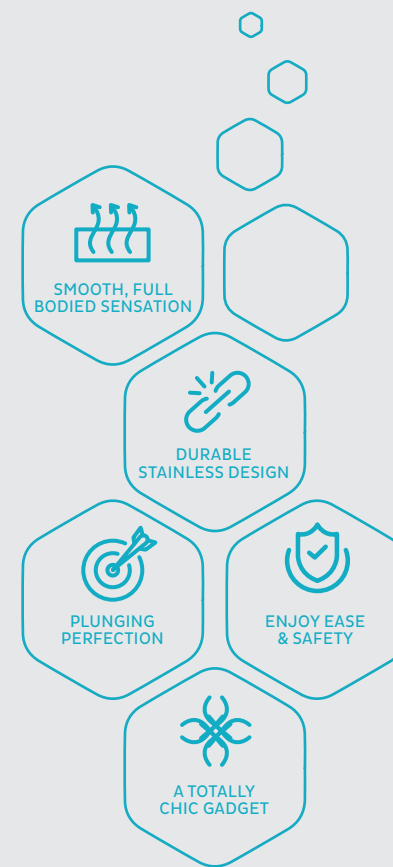 SMOOTH, FULL
BODIED SENSATION
DURABLE
STAINLESS DESIGN
PLUNGING
PERFECTION
ENJOY EASE
& SAFETY
A TOTALLY
CHIC GADGET